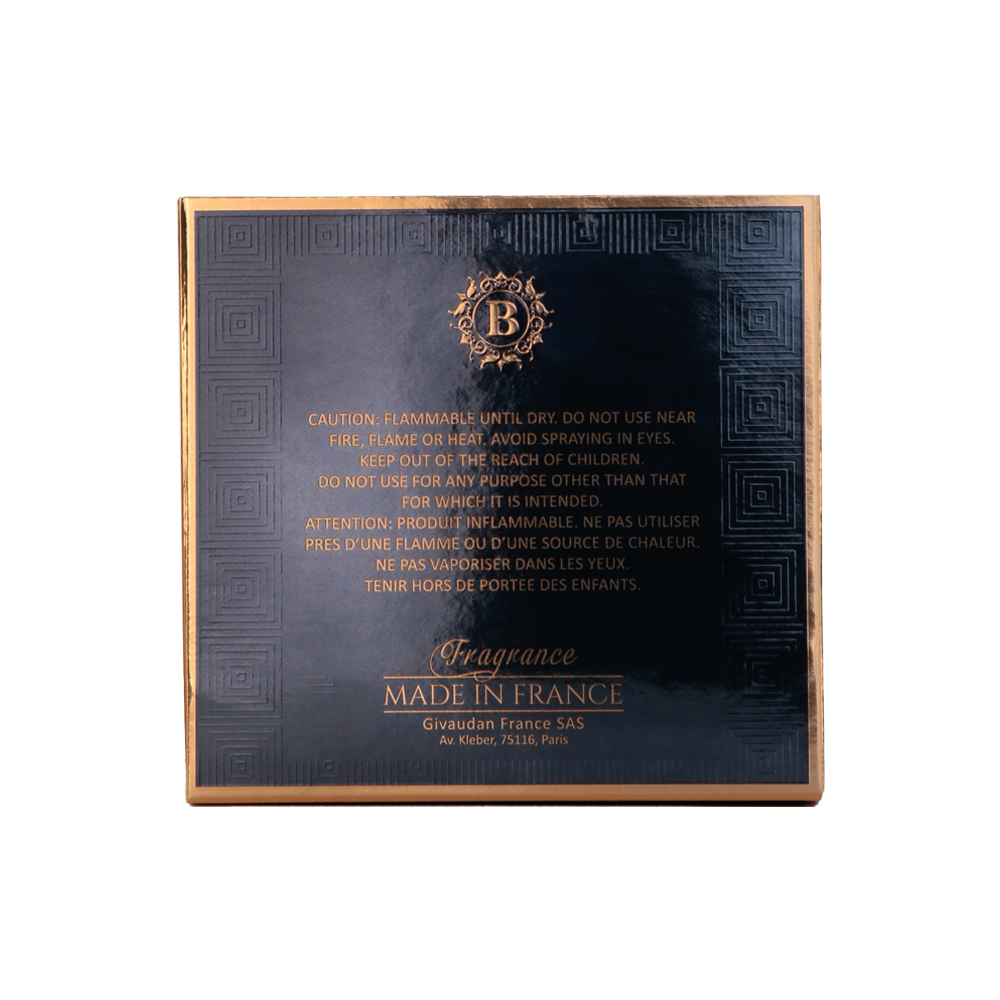 B
CAUTION: FLAMMABLE UNTIL DRY. DO NOT USE NEAR
FIRE, FLAME OR HEAT. AVOID SPRAYING IN EYES.
KEEP OUT OF THE REACH OF CHILDREN.
DO NOT USE FOR ANY PURPOSE OTHER THAN THAT
FOR WHICH IT IS INTENDED.
ATTENTION: PRODUIT INFLAMMABLE. NE PAS UTILISER
PRES D'UNE FLAMME OU D'UNE SOURCE DE CHALEUR.
NE PAS VAPORISER DANS LES YEUX.
TENIR HORS DE PORTEE DES ENFANTS.
Fragrance
MADE IN FRANCE
Givaudan France SAS
Av. Kleber, 75116, Paris